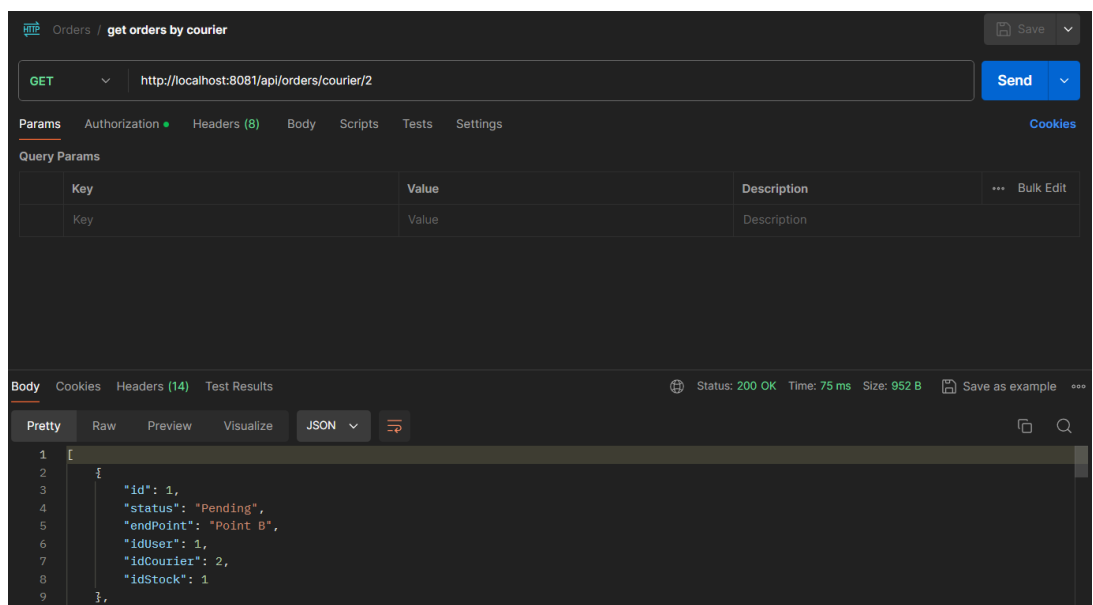 HTTP Orders / get orders by courier Save
GET http://localhost:8081/api/orders/courier/2 Send
Params Authorization Headers (8) Body Scripts Tests Settings Cookies
Query Params
Key Value Description ••• Bulk Edit
Key Value Description
Body Cookies Headers (14) Test Results Status: 200 OK Time: 75 ms Size: 952 B Save as example
Pretty Raw Preview Visualize JSON
1 [
2 {
3 "id": 1,
4 "status": "Pending",
5 "endPoint": "Point B",
6 "idUser": 1,
7 "idCourier": 2,
8 "idStock": 1
9 },